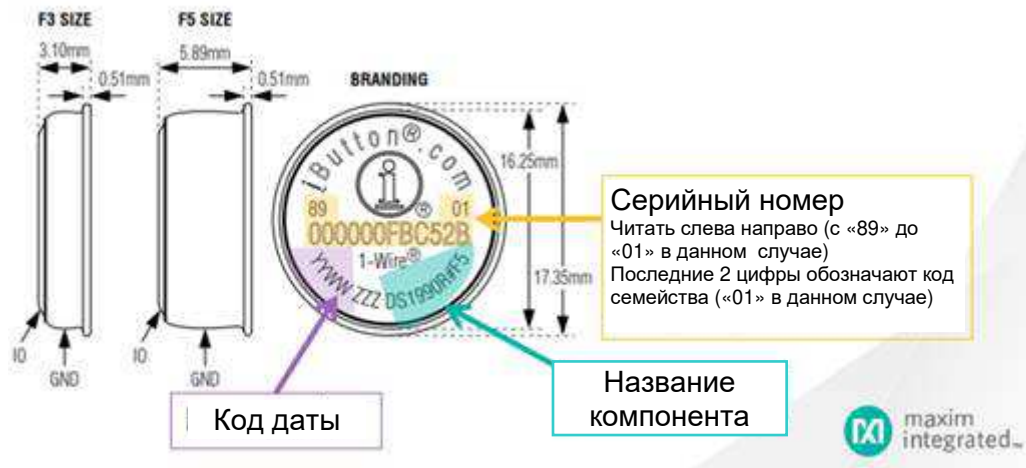 F3 SIZE
F5 SIZE
3.10mm
5.89mm
0.51mm
0.51mm
BRANDING
iButton®.com
16.25mm
17.35mm
89
®
01
000000FBC52B
1-Wire®
YYWW ZZZ DS1990R#F5
IO
GND
IO
GND
Серийный номер
Читать слева направо (с «89» до
«01» в данном случае)
Последние 2 цифры обозначают код
семейства («01» в данном случае)
Код даты
Название
компонента
maxim
integrated™